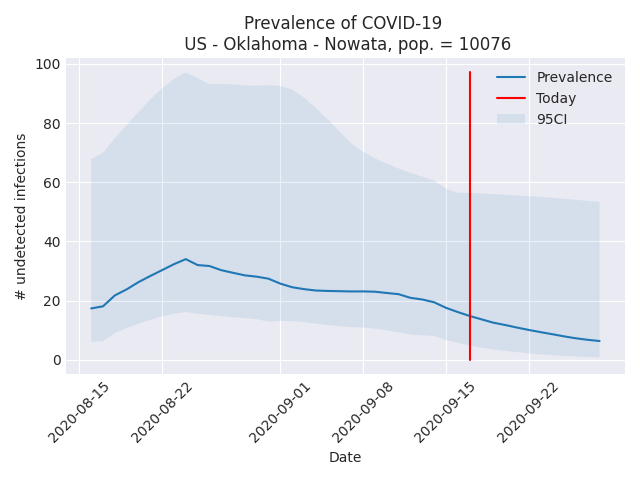 Prevalence of COVID-19
US - Oklahoma - Nowata, pop. = 10076
# undetected infections
100
80
60
40
20
0
Prevalence
Today
95CI
2020-08-15
2020-08-22
2020-09-01
2020-09-08
2020-09-15
2020-09-22
Date